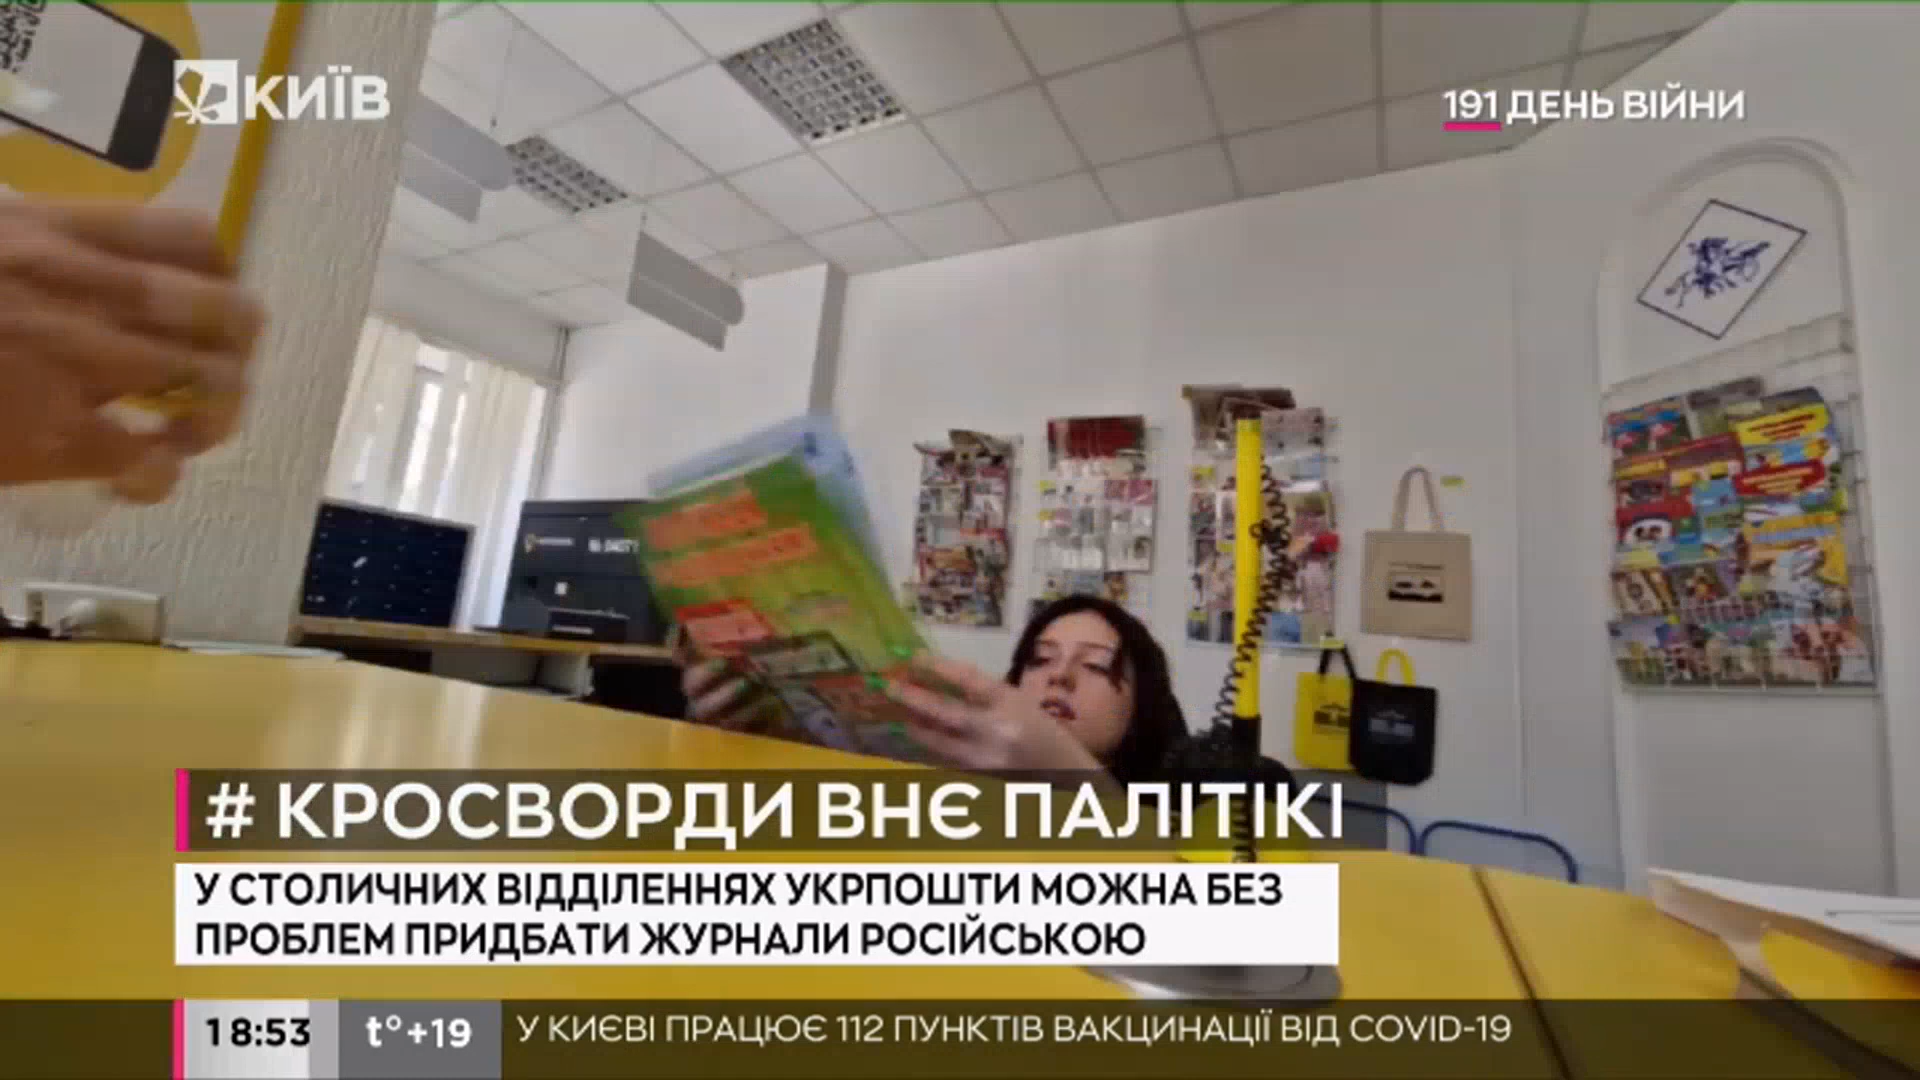 КИЇВ
191 ДЕНЬ ВІЙНИ
# КРОСВОРДИ ВНЄ ПАЛІТІКІ
У СТОЛИЧНИХ ВІДДІЛЕННЯХ УКРПОШТИ МОЖНА БЕЗ
ПРОБЛЕМ ПРИДБАТИ ЖУРНАЛИ РОСІЙСЬКОЮ
18:53 t°+19 У КИЄВІ ПРАЦЮЄ 112 ПУНКТІВ ВАКЦИНАЦІЇ ВІД COVID-19